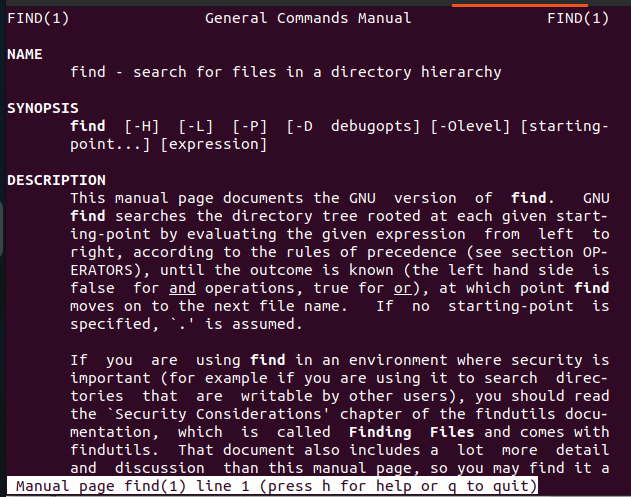 FIND(1) General Commands Manual FIND(1)
NAME
find - search for files in a directory hierarchy
SYNOPSIS
find [-H] [-L] [-P] [-D debugopts] [-Olevel] [starting-
point...] [expression]
DESCRIPTION
This manual page documents the GNU version of find. GNU
find searches the directory tree rooted at each given start-
ing-point by evaluating the given expression from left to
right, according to the rules of precedence (see section OP-
ERATORS), until the outcome is known (the left hand side is
false for and operations, true for or), at which point find
moves on to the next file name. If no starting-point is
specified, `.' is assumed.
If you are using find in an environment where security is
important (for example if you are using it to search direc-
tories that are writable by other users), you should read
the `Security Considerations' chapter of the findutils docu-
mentation, which is called Finding Files and comes with
findutils. That document also includes a lot more detail
and discussion than this manual page, so you may find it a
Manual page find(1) line 1 (press h for help or q to quit)